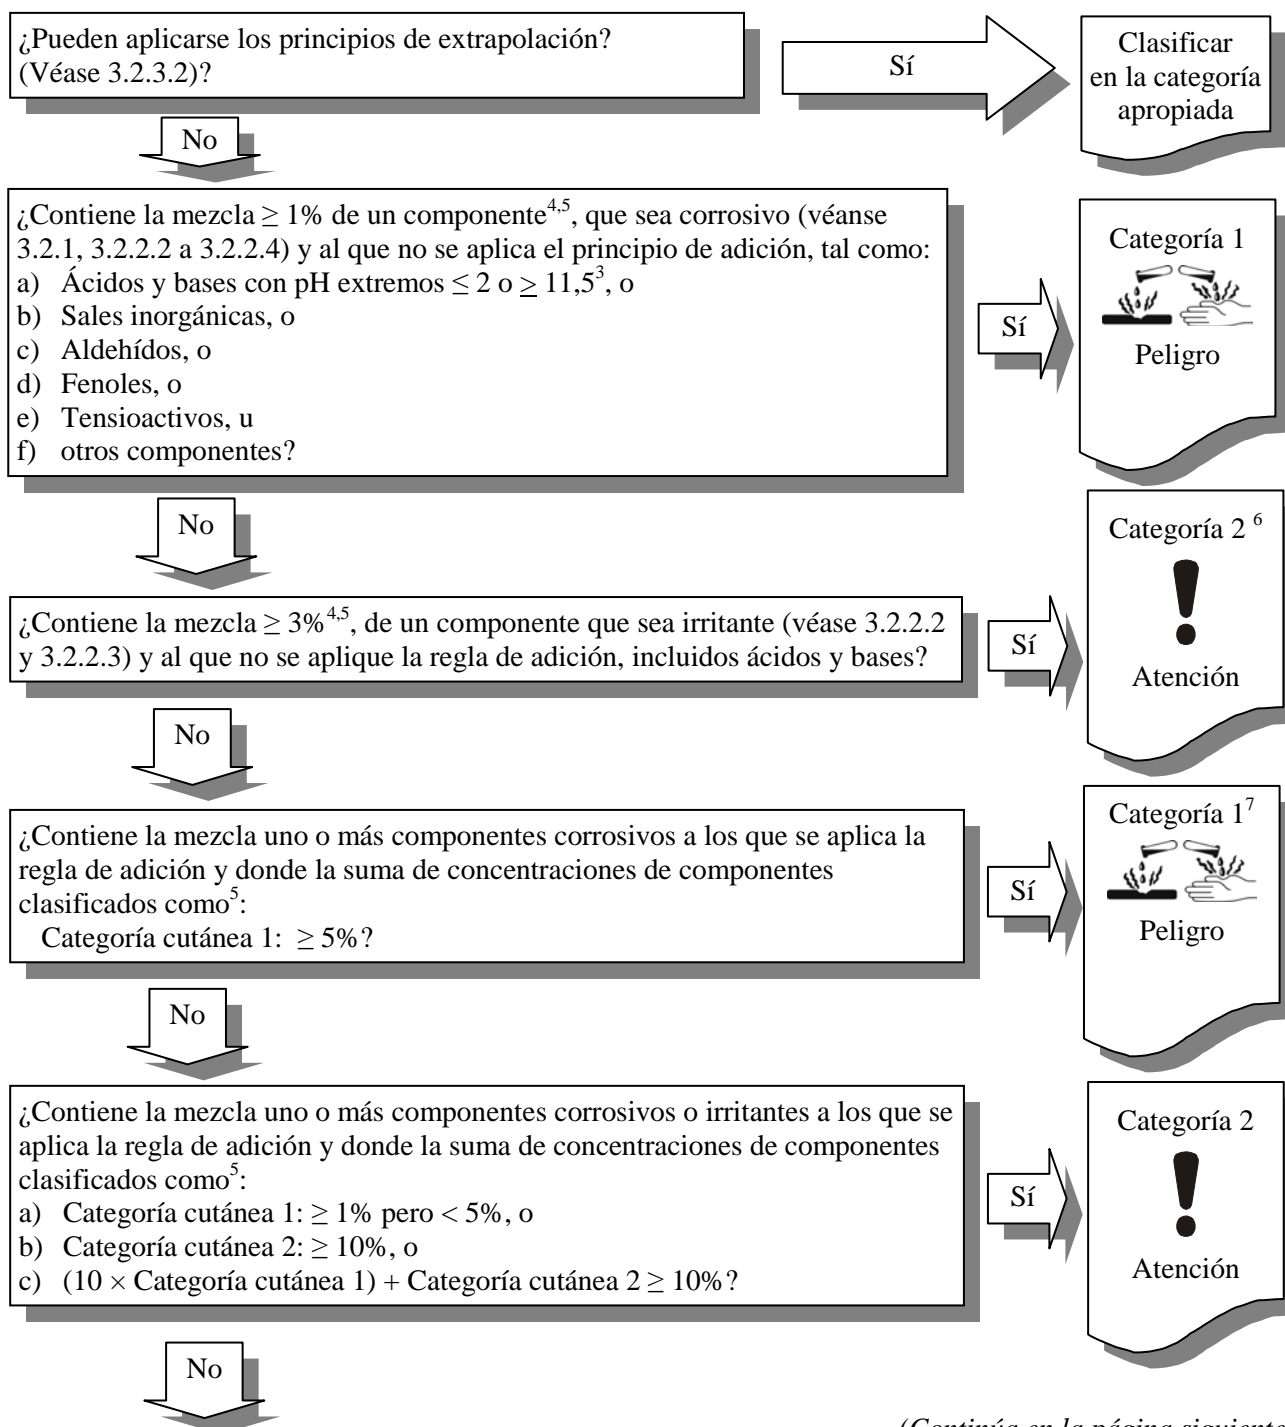 ¿Pueden aplicarse los principios de extrapolación?
(Véase 3.2.3.2)?
Sí
Clasificar
en la categoría
apropiada
No
¿Contiene la mezcla ≥ 1% de un componente⁴,⁵, que sea corrosivo (véanse
3.2.1, 3.2.2.2 a 3.2.2.4) y al que no se aplica el principio de adición, tal como:
a) Ácidos y bases con pH extremos ≤ 2 o ≥ 11,5³, o
b) Sales inorgánicas, o
c) Aldehídos, o
d) Fenoles, o
e) Tensioactivos, u
f) otros componentes?
Sí
Categoría 1
Peligro
No
¿Contiene la mezcla ≥ 3%⁴,⁵, de un componente que sea irritante (véase 3.2.2.2
y 3.2.2.3) y al que no se aplique la regla de adición, incluidos ácidos y bases?
Sí
Categoría 2 ⁶
Atención
No
¿Contiene la mezcla uno o más componentes corrosivos a los que se aplica la
regla de adición y donde la suma de concentraciones de componentes
clasificados como⁵:
Categoría cutánea 1: ≥ 5%?
Sí
Categoría 1⁷
Peligro
No
¿Contiene la mezcla uno o más componentes corrosivos o irritantes a los que se
aplica la regla de adición y donde la suma de concentraciones de componentes
clasificados como⁵:
a) Categoría cutánea 1: ≥ 1% pero < 5%, o
b) Categoría cutánea 2: ≥ 10%, o
c) (10 × Categoría cutánea 1) + Categoría cutánea 2 ≥ 10%?
Sí
Categoría 2
Atención
No
(Continúa en la página siguiente